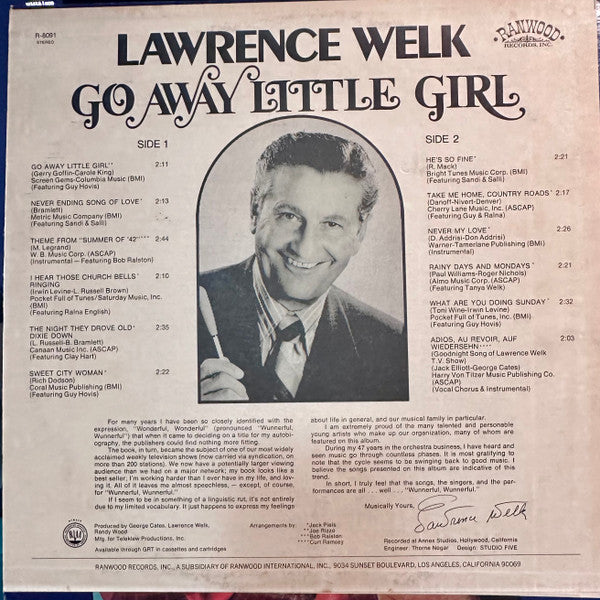 R-8091
STEREO
LAWRENCE WELK
RANWOOD
RECORDS, INC.
GO AWAY LITTLE GIRL
SIDE 1
GO AWAY LITTLE GIRL** 2:11
(Gerry Goffin-Carole King)
Screen Gems-Columbia Music (BMI)
(Featuring Guy Hovis)
NEVER ENDING SONG OF LOVE* 2:13
(Bramlett)
Metric Music Company (BMI)
(Featuring Sandi & Salli)
THEME FROM "SUMMER OF '42"*** 2:44
(M. Legrand)
W. B. Music Corp. (ASCAP)
(Instrumental – Featuring Bob Ralston)
I HEAR THOSE CHURCH BELLS* 2:10
RINGING
(Irwin Levine-L. Russell Brown)
Pocket Full of Tunes/Saturday Music, Inc.
(BMI)
(Featuring Ralna English)
THE NIGHT THEY DROVE OLD* 2:35
DIXIE DOWN
(L. Russell-B. Bramlett)
Canaan Music Inc. (ASCAP)
(Featuring Clay Hart)
SWEET CITY WOMAN* 2:22
(Rich Dodson)
Coral Music Publishing (BMI)
(Featuring Guy Hovis)
SIDE 2
HE'S SO FINE* 2:21
(R. Mack)
Bright Tunes Music Corp. (BMI)
(Featuring Sandi & Salli)
TAKE ME HOME, COUNTRY ROADS* 2:17
(Danoff-Nivert-Denver)
Cherry Lane Music, Inc. (ASCAP)
(Featuring Guy & Ralna)
NEVER MY LOVE* 2:26
(D. Addrisi-Don Addrisi)
Warner-Tamerlane Publishing (BMI)
(Instrumental)
RAINY DAYS AND MONDAYS* 2:21
(Paul Williams-Roger Nichols)
(Almo Music Corp. (ASCAP)
(Featuring Tanya Welk)
WHAT ARE YOU DOING SUNDAY* 2:32
(Toni Wine-Irwin Levine)
Pocket Full of Tunes, Inc. (BMI)
(Featuring Guy Hovis)
ADIOS, AU REVOIR, AUF 2:03
WIEDERSEHN****
(Goodnight Song of Lawrence Welk
T.V. Show)
(Jack Elliott-George Cates)
Harry Von Tilzer Music Publishing Co.
(ASCAP)
(Vocal Chorus & Instrumental)
For many years I have been so closely identified with the
expression, "Wonderful, Wonderful" (pronounced "Wunnerful,
Wunnerful") that when it came to deciding on a title for my autobi-
ography, the publishers could find nothing more fitting.
The book, in turn, became the subject of one of our most widely
acclaimed weekly television shows (now carried via syndication, on
more than 200 stations). We now have a potentially larger viewing
audience than we had on a major network; my book looks like a
best seller; I'm working harder than I ever have in my life, and lov-
ing it. All of it leaves me almost speechless, – except, of course,
for "Wunnerful, Wunnerful."
If I seem to be in something of a linguistic rut, it's not entirely
due to my limited vocabulary. It just happens to express my feelings
about life in general, and our musical family in particular.
I am extremely proud of the many talented and personable
young artists who make up our organization, many of whom are
featured on this album.
During my 47 years in the orchestra business, I have heard and
seen music go through countless phases. It is most gratifying to
note that the cycle seems to be swinging back to good music. I
believe the songs presented on this album are indicative of this
trend.
In short, I truly feel that the songs, the singers, and the per-
formances are all . . . well . . . "Wunnerful, Wunnerful."
Musically Yours,
Lawrence Welk
Produced by George Cates, Lawrence Welk,
Randy Wood
Mfg. for Teleklew Productions, Inc.
Available through GRT in cassettes and cartridges
Arrangements by: *Jack Pleis
**Joe Rizzo
***Bob Ralston
****Curt Ramsey
Recorded at Annex Studios, Hollywood, California
Engineer: Thorne Nogar Design: STUDIO FIVE
RANWOOD RECORDS, INC., A SUBSIDIARY OF RANWOOD INTERNATIONAL, INC., 9034 SUNSET BOULEVARD, LOS ANGELES, CALIFORNIA 90069